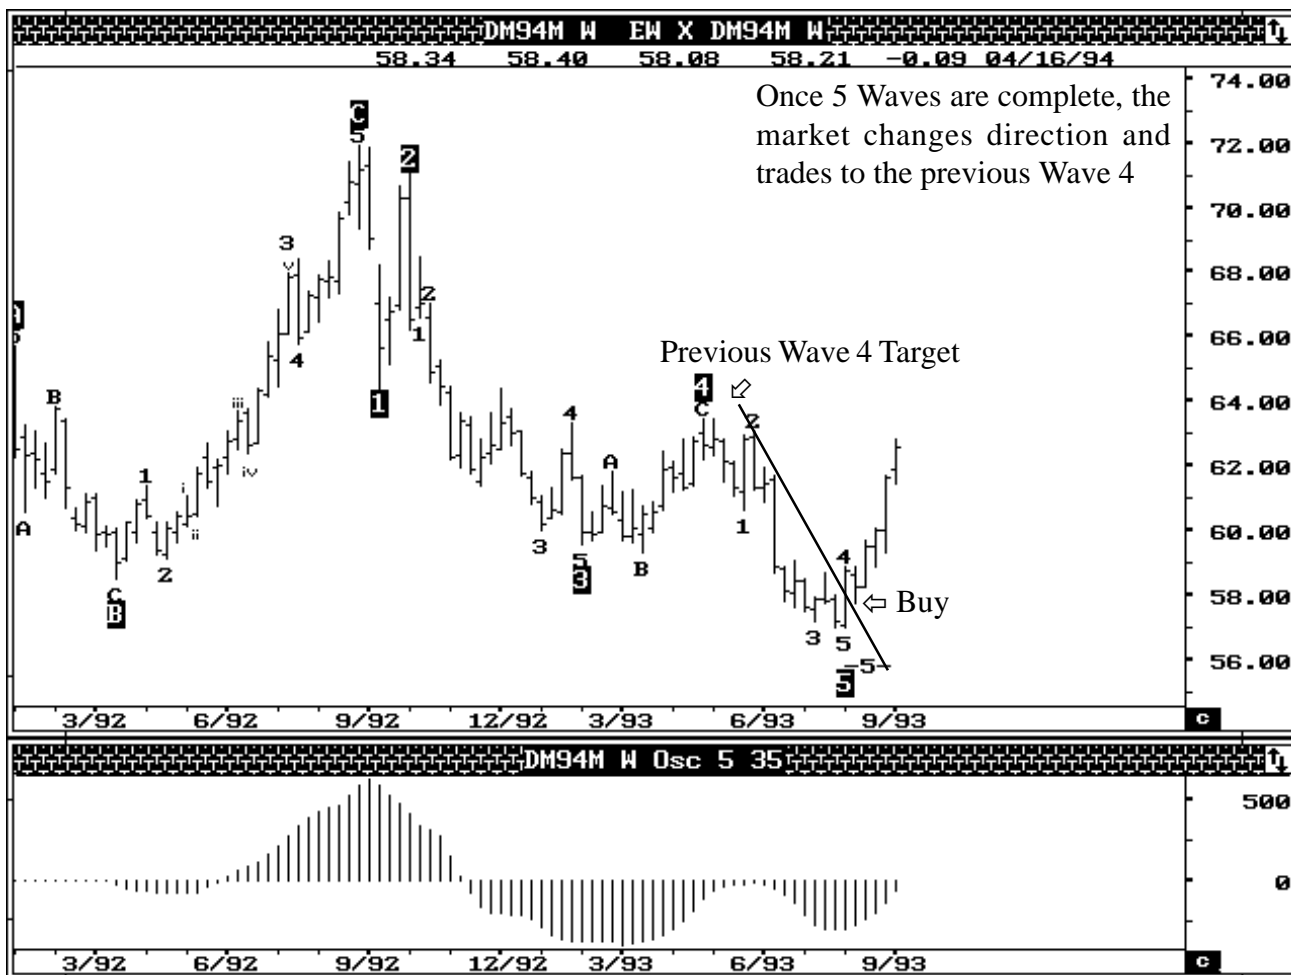 DM94M W EW X DM94M W
58.34 58.40 58.08 58.21 -0.09 04/16/94
Once 5 Waves are complete, the
market changes direction and
trades to the previous Wave 4
74.00
72.00
70.00
68.00
66.00
64.00
62.00
60.00
58.00
56.00
C
5
2
3
v
4
2
1
1
B
A
C
B
1
2
i
ii
iii
iv
Previous Wave 4 Target
4
C
2
1
4
A
3
5
3
B
4
Buy
3
5
5
-5-
3/92 6/92 9/92 12/92 3/93 6/93 9/93 C
DM94M W Osc 5 35
500
0
3/92 6/92 9/92 12/92 3/93 6/93 9/93 C